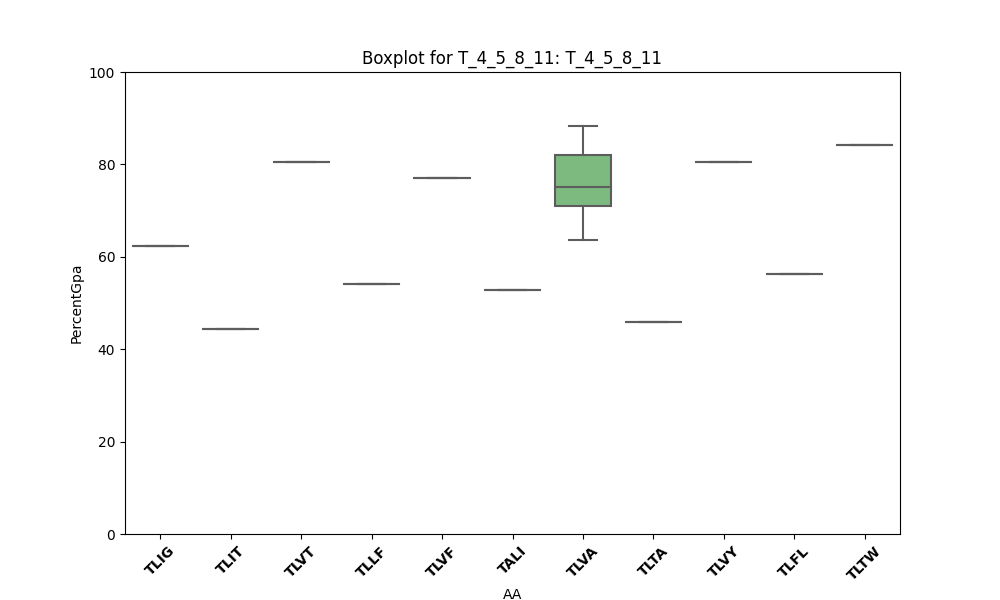 Boxplot for T_4_5_8_11: T_4_5_8_11
100
80
60
40
20
0
PercentGpa
TLIG
TLIT
TLVT
TLLF
TLVF
TALI
TLVA
TLTA
TLVY
TLFL
TLTW
AA